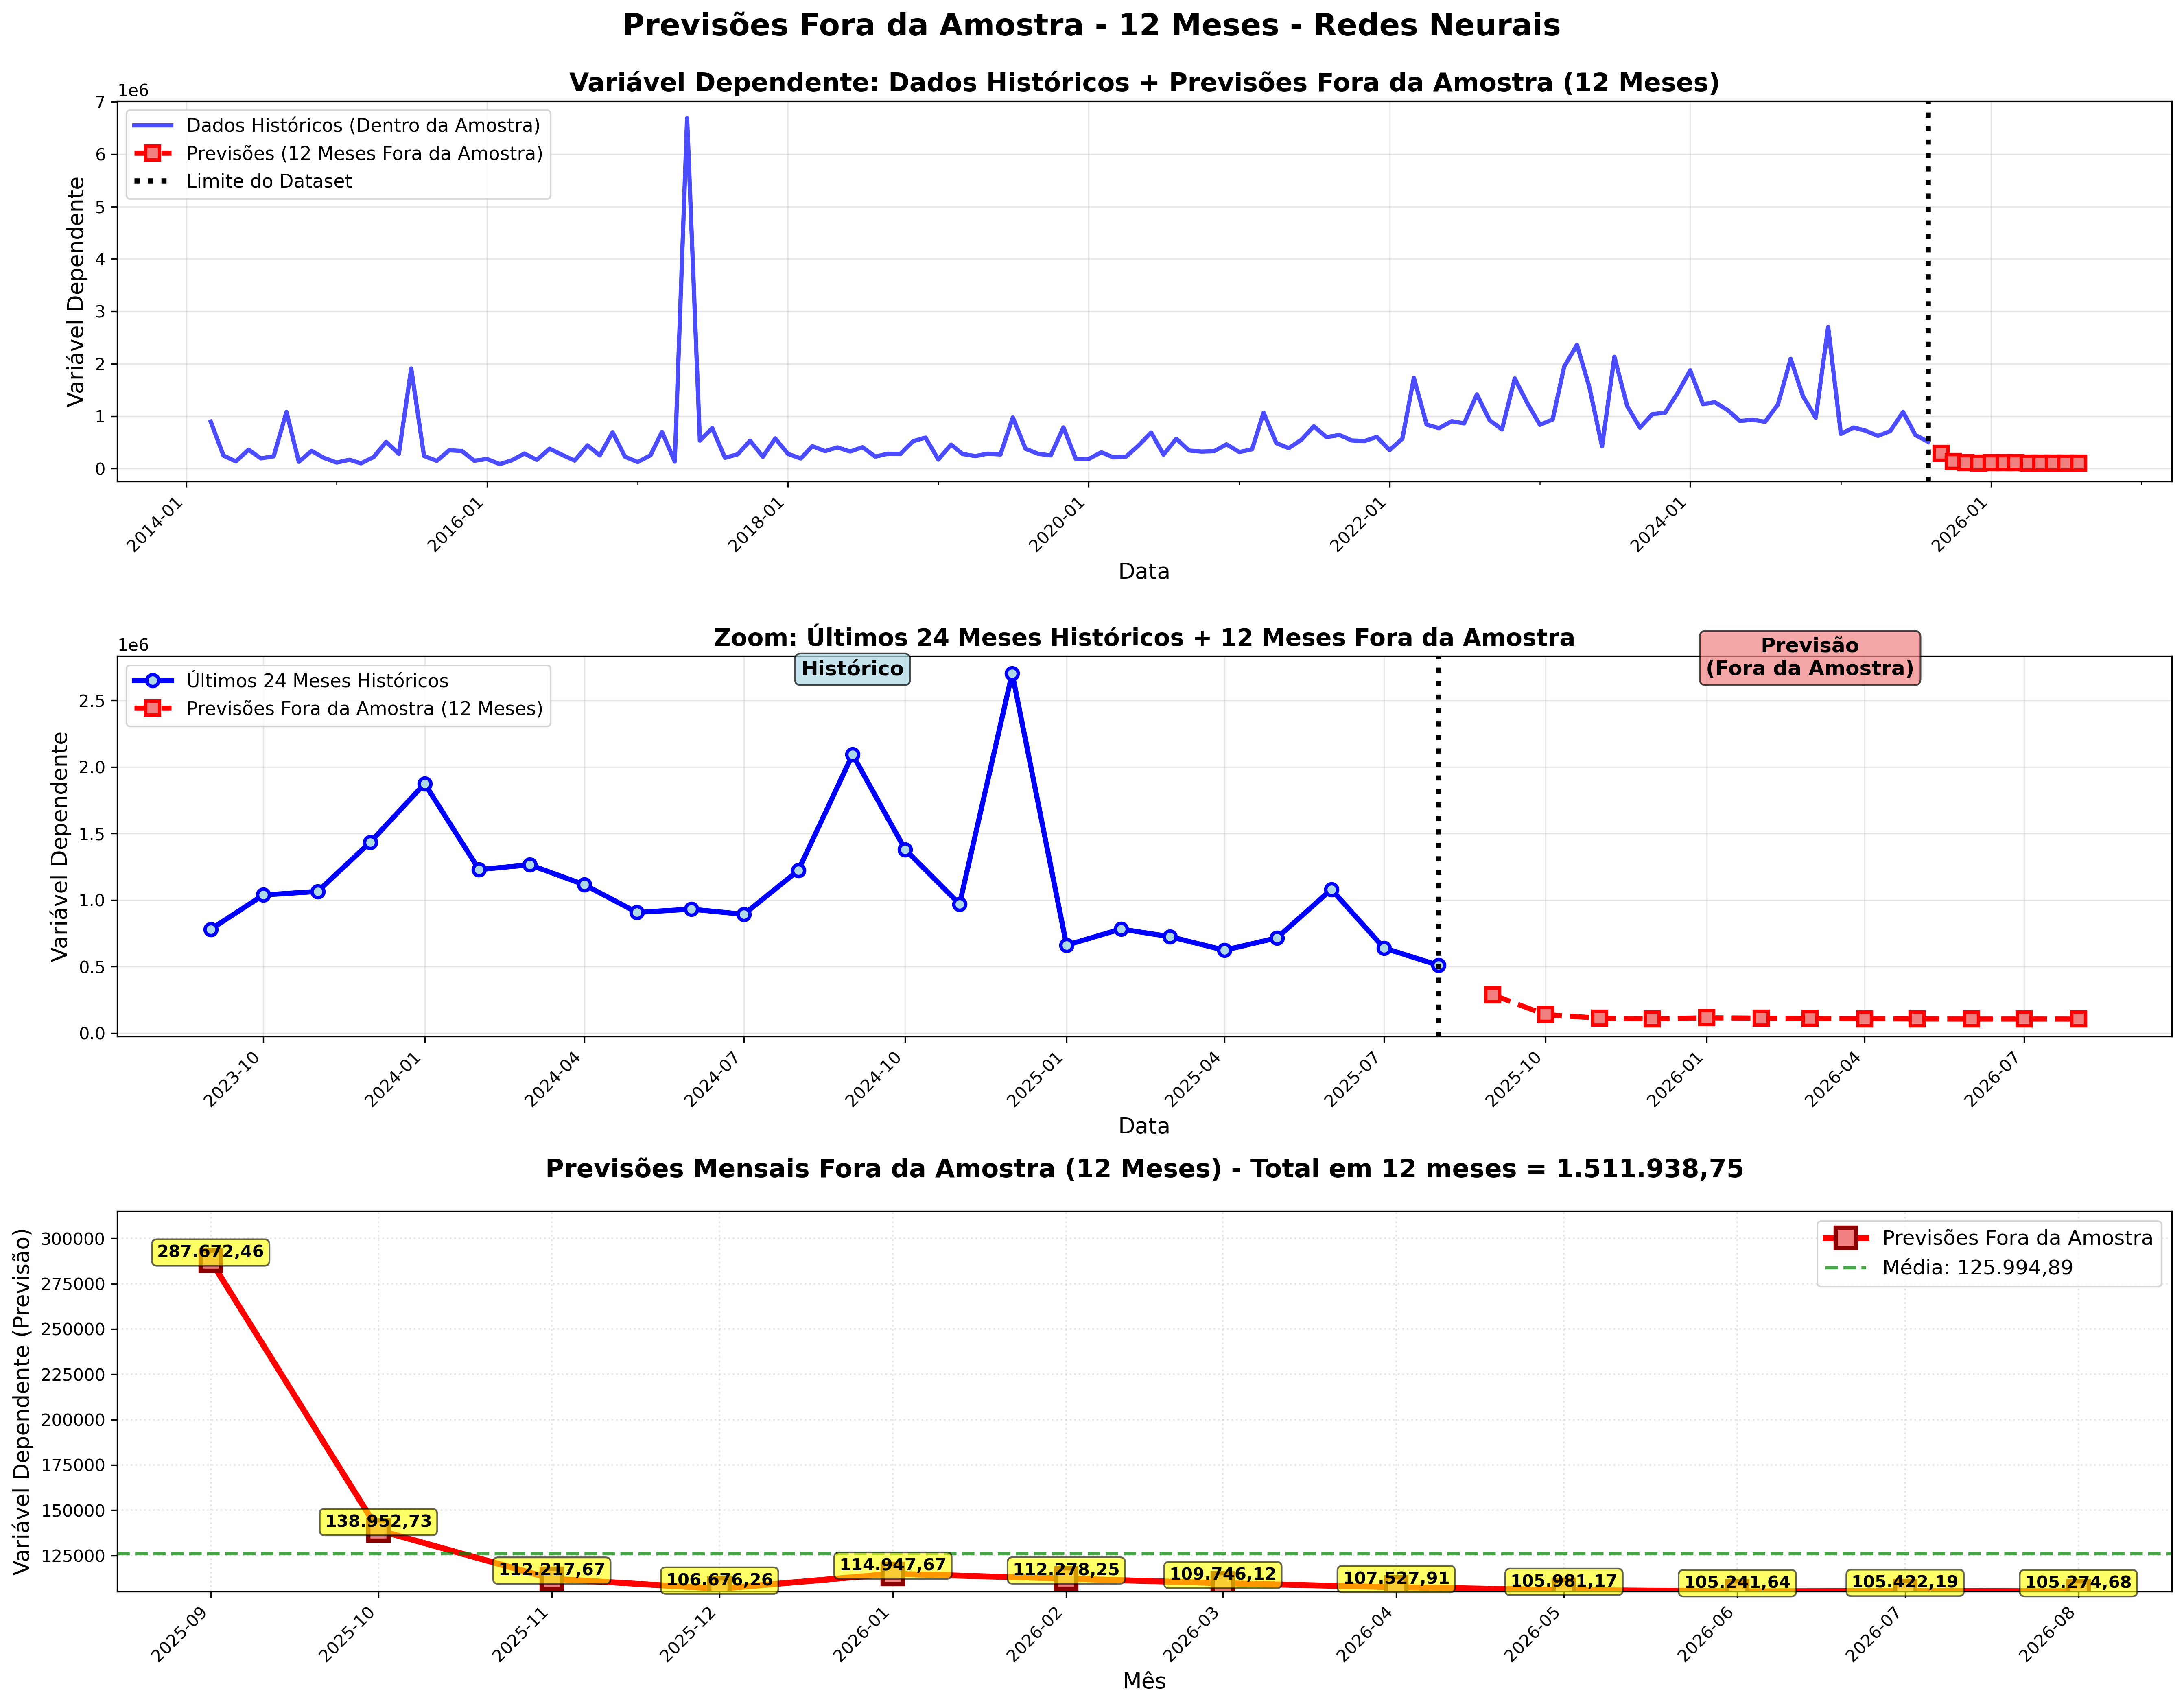 Previsões Fora da Amostra - 12 Meses - Redes Neurais
Variável Dependente: Dados Históricos + Previsões Fora da Amostra (12 Meses)
1e6
Dados Históricos (Dentro da Amostra)
Previsões (12 Meses Fora da Amostra)
Limite do Dataset
Variável Dependente
7
6
5
4
3
2
1
0
2014-01
2016-01
2018-01
2020-01
2022-01
2024-01
2026-01
Data
Zoom: Últimos 24 Meses Históricos + 12 Meses Fora da Amostra
1e6
Últimos 24 Meses Históricos
Previsões Fora da Amostra (12 Meses)
Histórico
Previsão
(Fora da Amostra)
Variável Dependente
2.5
2.0
1.5
1.0
0.5
0.0
2023-10
2024-01
2024-04
2024-07
2024-10
2025-01
2025-04
2025-07
2025-10
2026-01
2026-04
2026-07
Data
Previsões Mensais Fora da Amostra (12 Meses) - Total em 12 meses = 1.511.938,75
Previsões Fora da Amostra
Média: 125.994,89
Variável Dependente (Previsão)
300000
275000
250000
225000
200000
175000
150000
125000
287.672,46
138.952,73
112.217,67
106.676,26
114.947,67
112.278,25
109.746,12
107.527,91
105.981,17
105.241,64
105.422,19
105.274,68
2025-09
2025-10
2025-11
2025-12
2026-01
2026-02
2026-03
2026-04
2026-05
2026-06
2026-07
2026-08
Mês